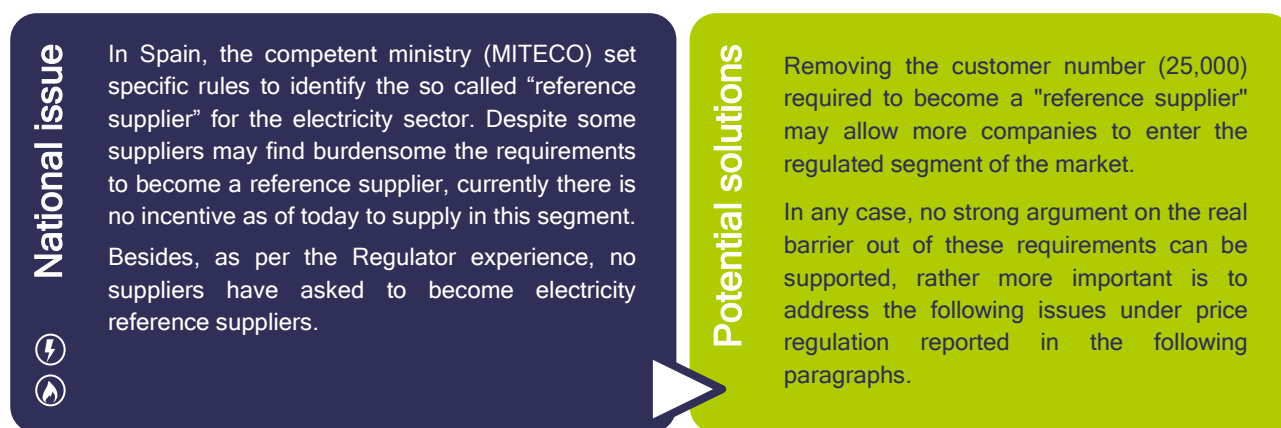 National issue
In Spain, the competent ministry (MITECO) set
specific rules to identify the so called “reference
supplier” for the electricity sector. Despite some
suppliers may find burdensome the requirements
to become a reference supplier, currently there is
no incentive as of today to supply in this segment.
Besides, as per the Regulator experience, no
suppliers have asked to become electricity
reference suppliers.
Potential solutions
Removing the customer number (25,000)
required to become a "reference supplier"
may allow more companies to enter the
regulated segment of the market.
In any case, no strong argument on the real
barrier out of these requirements can be
supported, rather more important is to
address the following issues under price
regulation reported in the following
paragraphs.